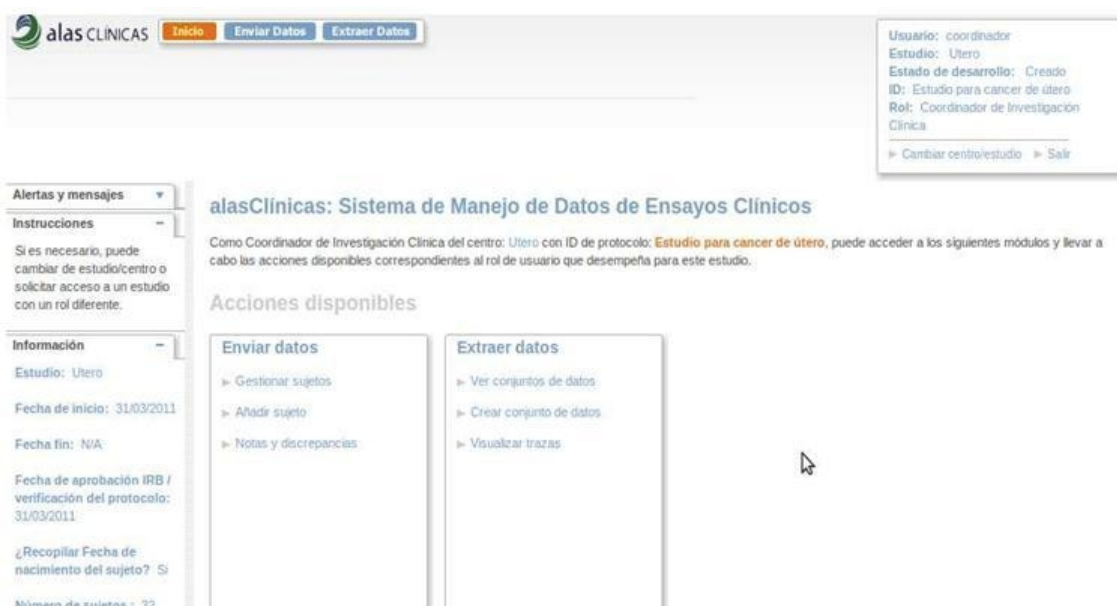 alas CLÍNICAS
Inicio
Enviar Datos
Extraer Datos
Usuario: coordinador
Estudio: Utero
Estado de desarrollo: Creado
ID: Estudio para cancer de útero
Rol: Coordinador de Investigación
Clínica
Cambiar centro/estudio
Salir
Alertas y mensajes
Instrucciones
Si es necesario, puede
cambiar de estudio/centro o
solicitar acceso a un estudio
con un rol diferente.
Información
Estudio: Utero
Fecha de inicio: 31/03/2011
Fecha fin: N/A
Fecha de aprobación IRB /
verificación del protocolo:
31/03/2011
¿Recopilar Fecha de
nacimiento del sujeto? Si
Número de sujetos :
alasClínicas: Sistema de Manejo de Datos de Ensayos Clínicos
Como Coordinador de Investigación Clínica del centro: Utero con ID de protocolo: Estudio para cancer de útero, puede acceder a los siguientes módulos y llevar a
cabo las acciones disponibles correspondientes al rol de usuario que desempeña para este estudio.
Acciones disponibles
Enviar datos
Gestionar sujetos
Añadir sujeto
Notas y discrepancias
Extraer datos
Ver conjuntos de datos
Crear conjunto de datos
Visualizar trazas